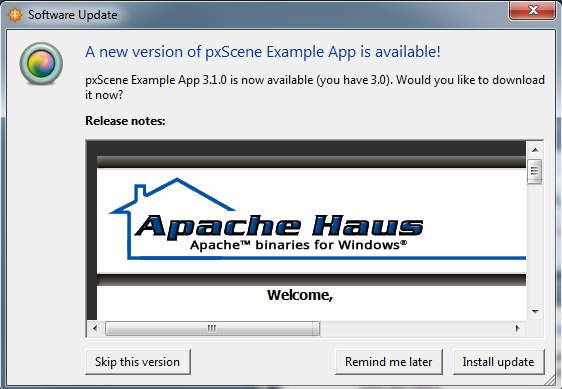 Software Update
A new version of pxScene Example App is available!
pxScene Example App 3.1.0 is now available (you have 3.0). Would you like to download
it now?
Release notes:
Apache Haus
Apache™ binaries for Windows®
Welcome,
Skip this version
Remind me later
Install update